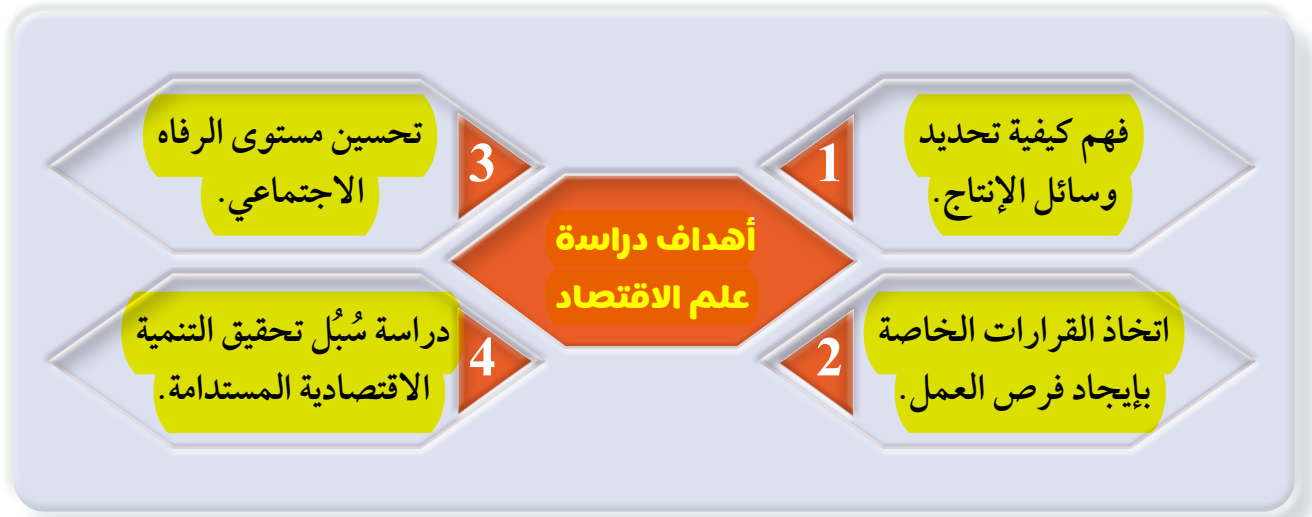 أهداف دراسة
علم الاقتصاد
1
فهم كيفية تحديد
وسائل الإنتاج.
2
اتخاذ القرارات الخاصة
بإيجاد فرص العمل.
3
تحسين مستوى الرفاه
الاجتماعي.
4
دراسة سُبُل تحقيق التنمية
الاقتصادية المستدامة.